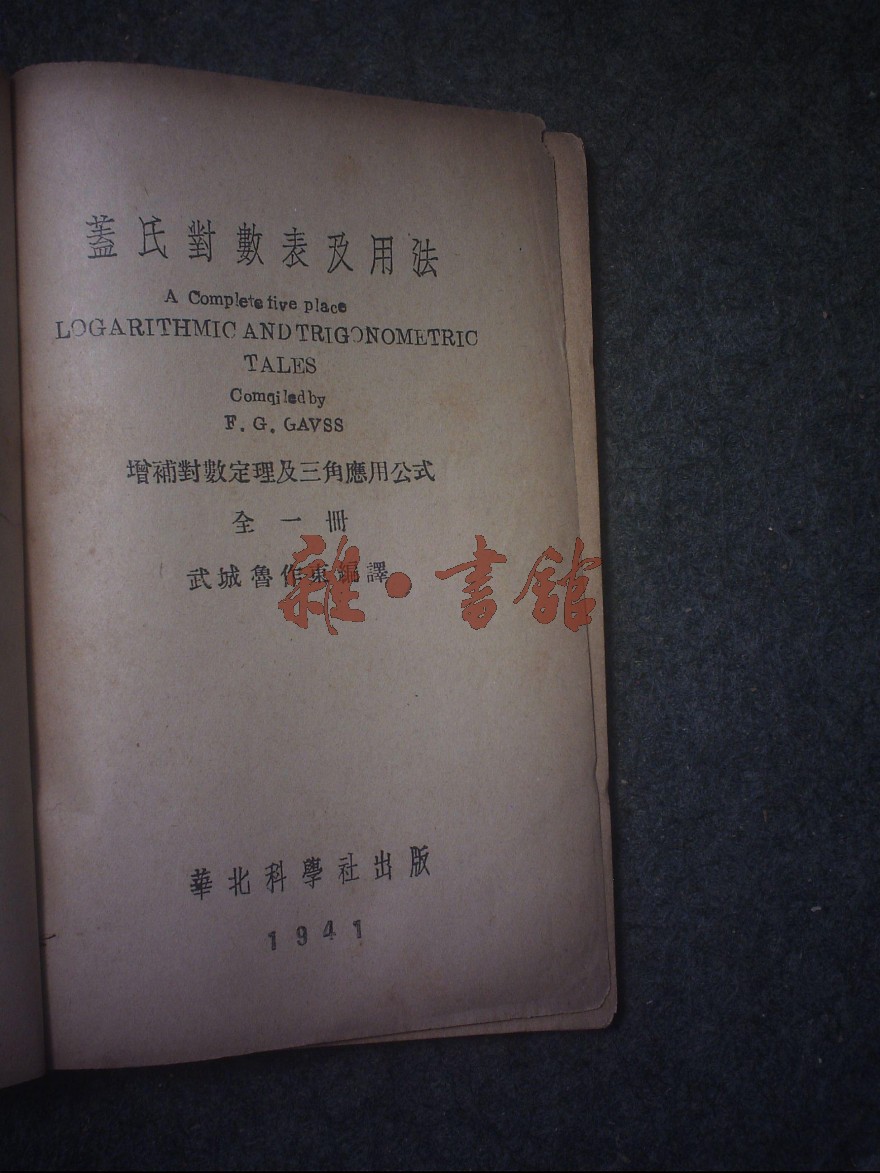 蓋氏對數表及用法
A Complete five place
LOGARITHMIC AND TRIGONOMETRIC
TALES
Comqiled by
F. G. GAVSS
增補對數定理及三角應用公式
全一冊
武城魯作東編譯
雜·書館
華北科學社出版
1941